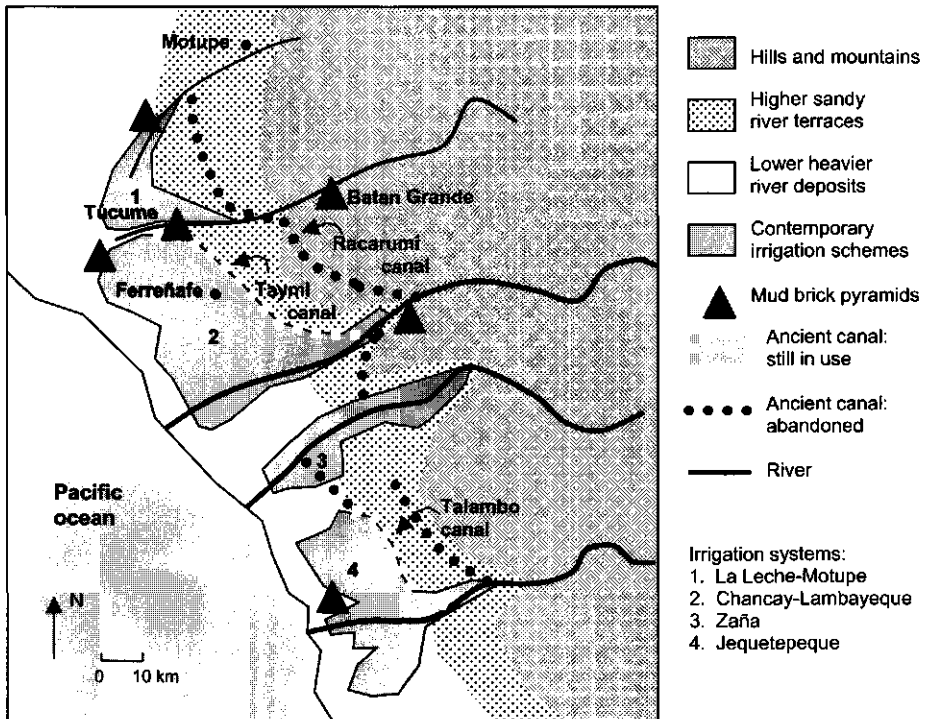 Motupe
1
Túcume
Batan Grande
Racarumi
canal
Ferreñafe
Taymi
canal
2
3
Pacific
ocean
Talambo
canal
4
N
0 10 km
Hills and mountains
Higher sandy
river terraces
Lower heavier
river deposits
Contemporary
irrigation schemes
Mud brick pyramids
Ancient canal:
still in use
Ancient canal:
abandoned
River
Irrigation systems:
1. La Leche-Motupe
2. Chancay-Lambayeque
3. Zaña
4. Jequetepeque